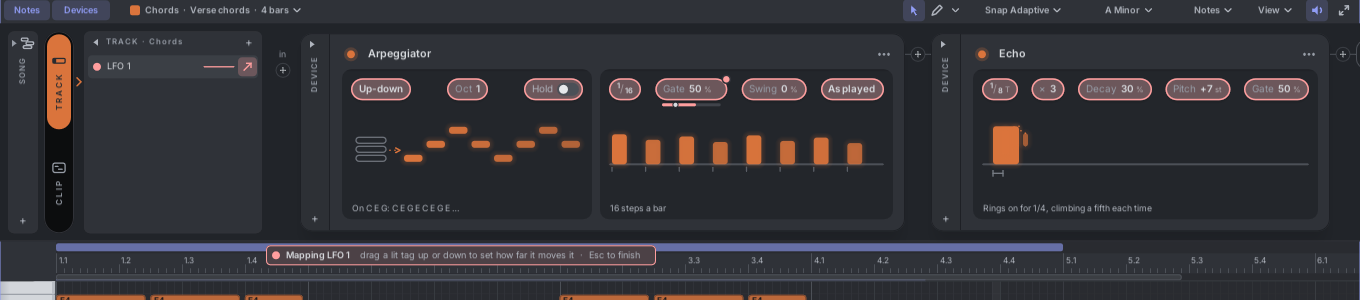 Notes Devices Chords · Verse chords · 4 bars Snap Adaptive A Minor Notes View
SONG
TRACK
CLIP
TRACK · Chords
LFO 1
in
DEVICE
Arpeggiator
Up-down Oct 1 Hold
1/16 Gate 50 % Swing 0 % As played
On C E G: C E G E C E G E ...
16 steps a bar
DEVICE
Echo
1/8 T × 3 Decay 30 % Pitch +7 st Gate 50 %
Rings on for 1/4, climbing a fifth each time
Mapping LFO 1 drag a lit tag up or down to set how far it moves it · Esc to finish
1.1 1.2 1.3 1.4 3.3 3.4 4.1 4.2 4.3 4.4 5.1 5.2 5.3 5.4 6.1